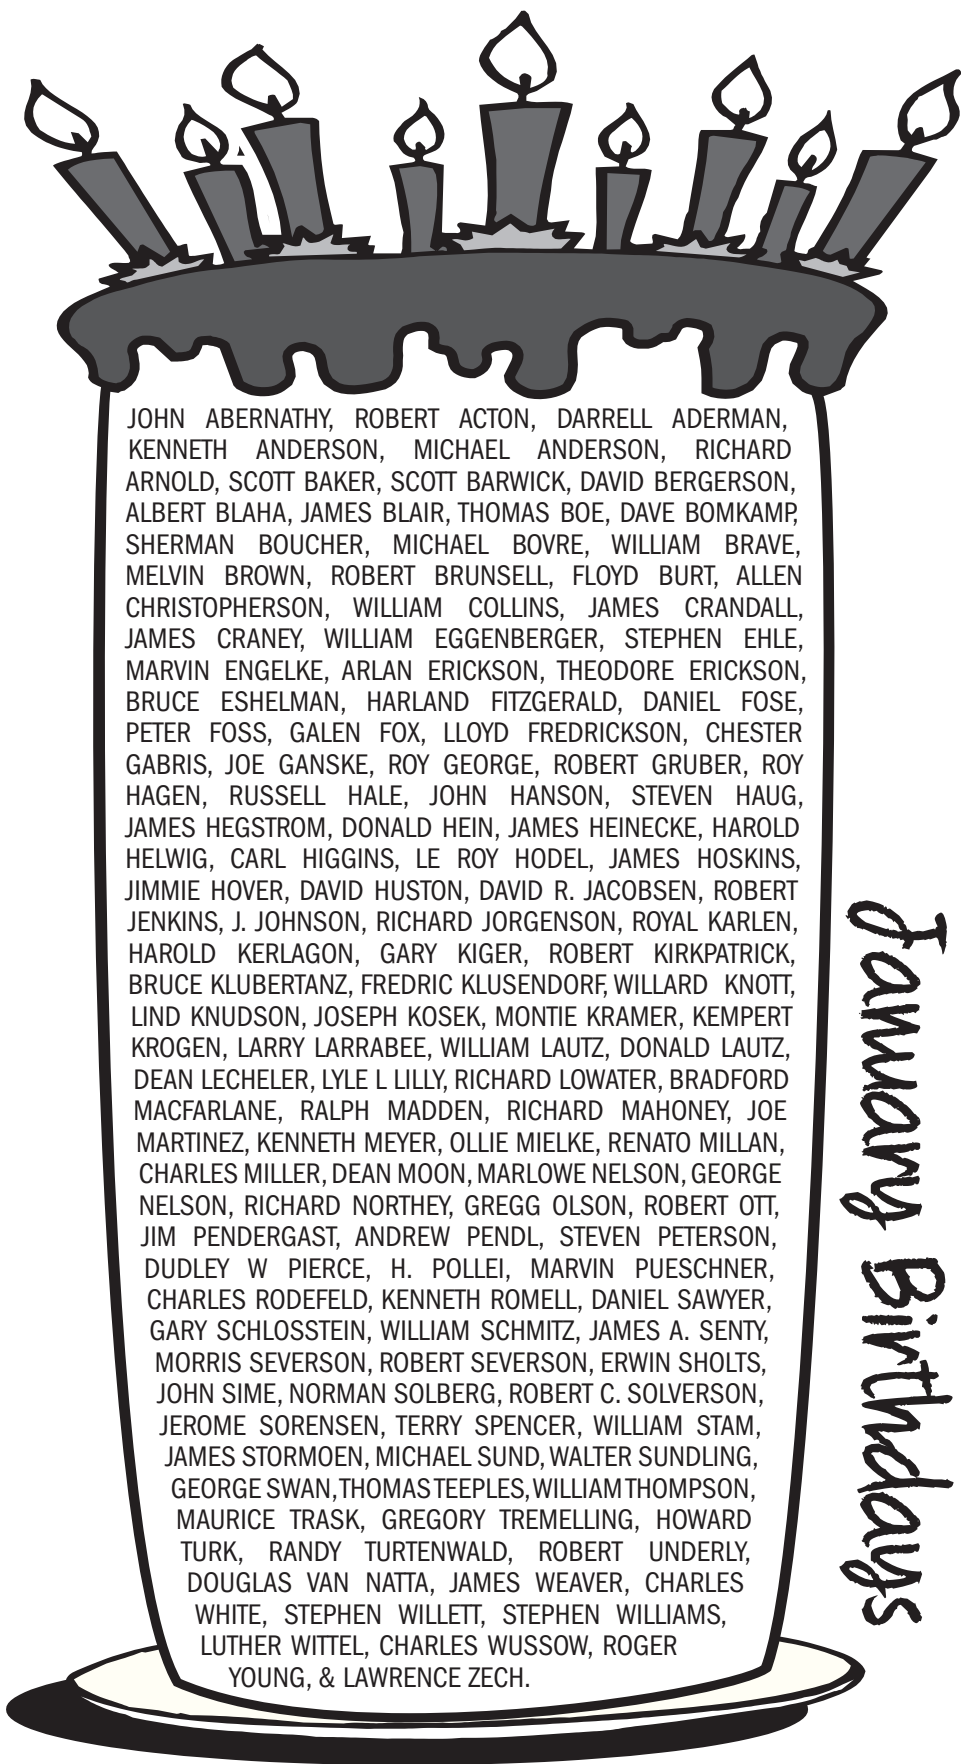 JOHN ABERNATHY, ROBERT ACTON, DARRELL ADERMAN,
KENNETH ANDERSON, MICHAEL ANDERSON, RICHARD
ARNOLD, SCOTT BAKER, SCOTT BARWICK, DAVID BERGERSON,
ALBERT BLAHA, JAMES BLAIR, THOMAS BOE, DAVE BOMKAMP,
SHERMAN BOUCHER, MICHAEL BOVRE, WILLIAM BRAVE,
MELVIN BROWN, ROBERT BRUNSELL, FLOYD BURT, ALLEN
CHRISTOPHERSON, WILLIAM COLLINS, JAMES CRANDALL,
JAMES CRANEY, WILLIAM EGGENBERGER, STEPHEN EHLE,
MARVIN ENGELKE, ARLAN ERICKSON, THEODORE ERICKSON,
BRUCE ESHELMAN, HARLAND FITZGERALD, DANIEL FOSE,
PETER FOSS, GALEN FOX, LLOYD FREDRICKSON, CHESTER
GABRIS, JOE GANSKE, ROY GEORGE, ROBERT GRUBER, ROY
HAGEN, RUSSELL HALE, JOHN HANSON, STEVEN HAUG,
JAMES HEGSTROM, DONALD HEIN, JAMES HEINECKE, HAROLD
HELWIG, CARL HIGGINS, LE ROY HODEL, JAMES HOSKINS,
JIMMIE HOVER, DAVID HUSTON, DAVID R. JACOBSEN, ROBERT
JENKINS, J. JOHNSON, RICHARD JORGENSON, ROYAL KARLEN,
HAROLD KERLAGON, GARY KIGER, ROBERT KIRKPATRICK,
BRUCE KLUBERTANZ, FREDRIC KLUSENDORF, WILLARD KNOTT,
LIND KNUDSON, JOSEPH KOSEK, MONTIE KRAMER, KEMPERT
KROGEN, LARRY LARRABEE, WILLIAM LAUTZ, DONALD LAUTZ,
DEAN LECHELER, LYLE L LILLY, RICHARD LOWATER, BRADFORD
MACFARLANE, RALPH MADDEN, RICHARD MAHONEY, JOE
MARTINEZ, KENNETH MEYER, OLLIE MIELKE, RENATO MILLAN,
CHARLES MILLER, DEAN MOON, MARLOWE NELSON, GEORGE
NELSON, RICHARD NORTHEY, GREGG OLSON, ROBERT OTT,
JIM PENDERGAST, ANDREW PENDL, STEVEN PETERSON,
DUDLEY W PIERCE, H. POLLEI, MARVIN PUESCHNER,
CHARLES RODEFELD, KENNETH ROMELL, DANIEL SAWYER,
GARY SCHLOSSTEIN, WILLIAM SCHMITZ, JAMES A. SENTY,
MORRIS SEVERSON, ROBERT SEVERSON, ERWIN SHOLTS,
JOHN SIME, NORMAN SOLBERG, ROBERT C. SOLVERSON,
JEROME SORENSEN, TERRY SPENCER, WILLIAM STAM,
JAMES STORMOEN, MICHAEL SUND, WALTER SUNDLING,
GEORGE SWAN, THOMAS TEEPLES, WILLIAM THOMPSON,
MAURICE TRASK, GREGORY TREMELLING, HOWARD
TURK, RANDY TURTENWALD, ROBERT UNDERLY,
DOUGLAS VAN NATTA, JAMES WEAVER, CHARLES
WHITE, STEPHEN WILLETT, STEPHEN WILLIAMS,
LUTHER WITTEL, CHARLES WUSSOW, ROGER
YOUNG, & LAWRENCE ZECH.
January Birthdays